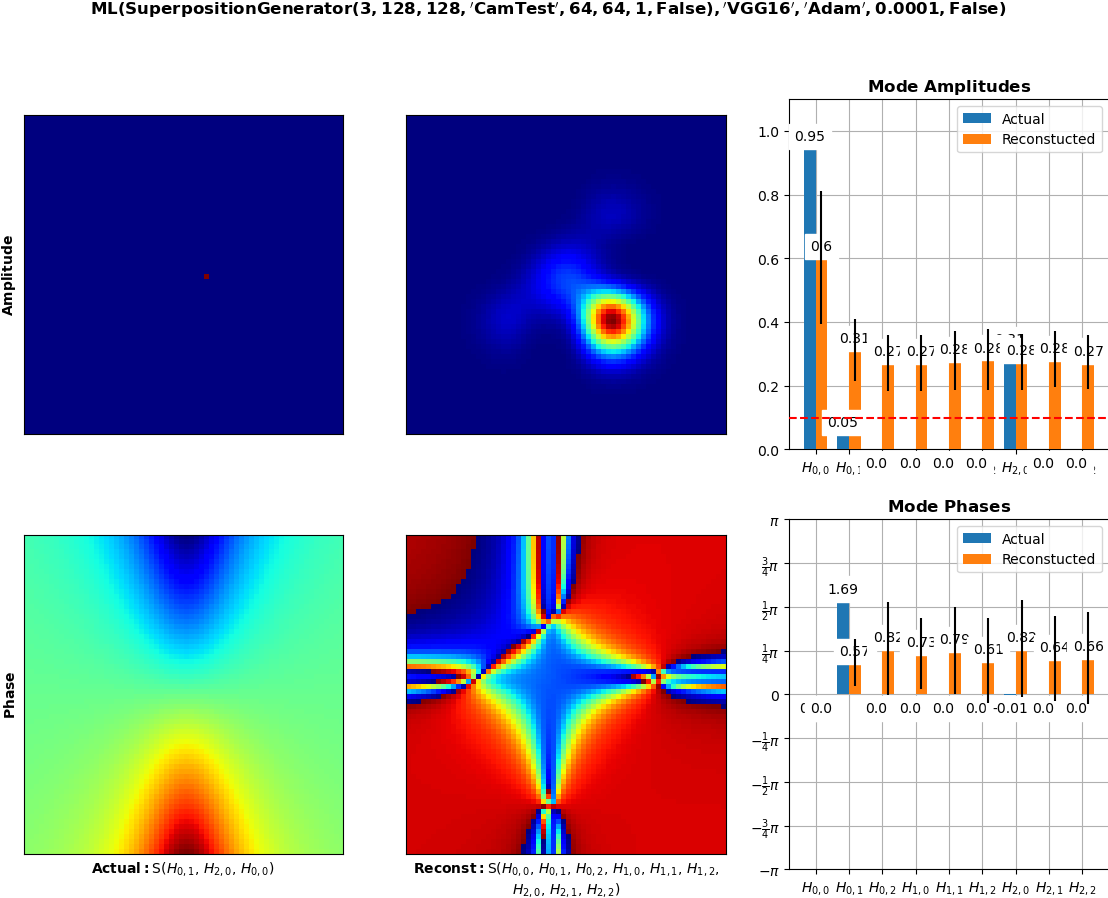 ML(SuperpositionGenerator(3, 128, 128, ′CamTest′, 64, 64, 1, False), ′VGG16′, ′Adam′, 0.0001, False)
Mode Amplitudes
Actual
Reconstucted
1.0
0.8
0.6
0.4
0.2
0.0
0.95
0.6
0.31
0.27
0.27
0.28
0.28
0.28
0.28
0.27
0.05
0.0
0.0
0.0
0.0
0.0
0.0
H0,0
Amplitude
Mode Phases
Actual
Reconstucted
π
3/4π
1/2π
1/4π
0
−1/4π
−1/2π
−3/4π
−π
1.69
0.57
0.82
0.73
0.79
0.61
0.82
0.64
0.66
0.0
0.0
0.0
0.0
0.0
-0.01
0.0
0.0
H0,0 H0,1 H0,2 H1,0 H1,1 H1,2 H2,0 H2,1 H2,2
Phase
Actual: S(H0,1, H2,0, H0,0)
Reconst: S(H0,0, H0,1, H0,2, H1,0, H1,1, H1,2,
H2,0, H2,1, H2,2)